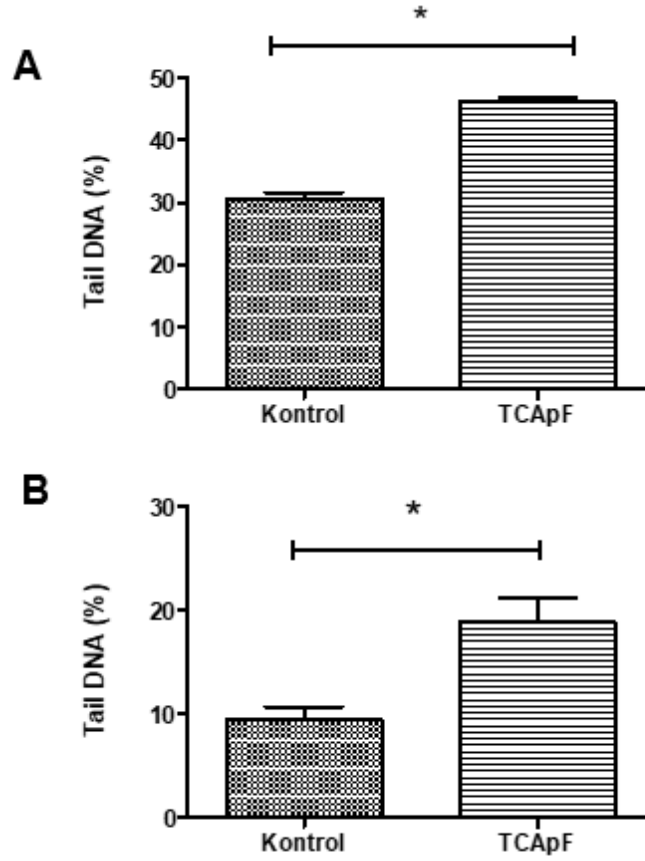 *
A
50
40
30
20
10
0
Tail DNA (%)
Kontrol TCApF
B
*
30
20
10
0
Tail DNA (%)
Kontrol TCApF